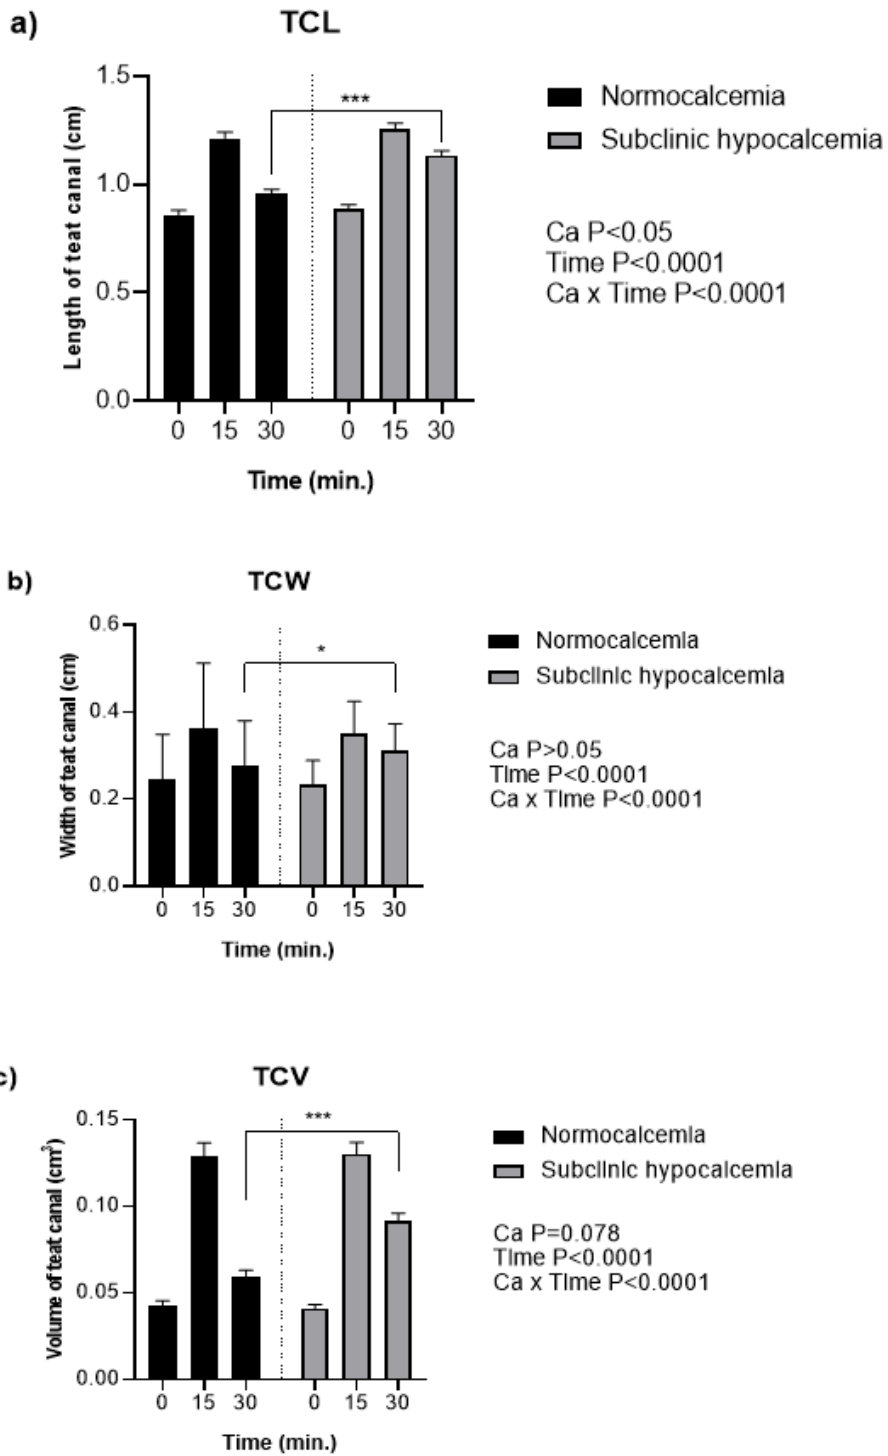 a)
TCL
Length of teat canal (cm)
1.5
1.0
0.5
0.0
***
0 15 30 0 15 30
Time (min.)
Normocalcemia
Subclinic hypocalcemia
Ca P<0.05
Time P<0.0001
Ca x Time P<0.0001
b)
TCW
Width of teat canal (cm)
0.6
0.4
0.2
0.0
*
0 15 30 0 15 30
Time (min.)
Normocalcemia
Subclinic hypocalcemia
Ca P>0.05
Time P<0.0001
Ca x Time P<0.0001
c)
TCV
Volume of teat canal (cm³)
0.15
0.10
0.05
0.00
***
0 15 30 0 15 30
Time (min.)
Normocalcemia
Subclinic hypocalcemia
Ca P=0.078
Time P<0.0001
Ca x Time P<0.0001